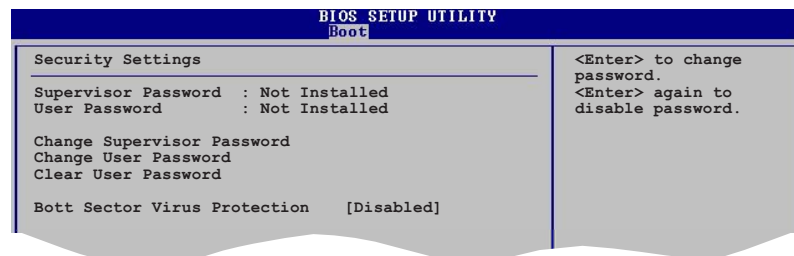 BIOS SETUP UTILITY
Boot
Security Settings
Supervisor Password : Not Installed
User Password : Not Installed
Change Supervisor Password
Change User Password
Clear User Password
Bott Sector Virus Protection [Disabled]
<Enter> to change
password.
<Enter> again to
disable password.